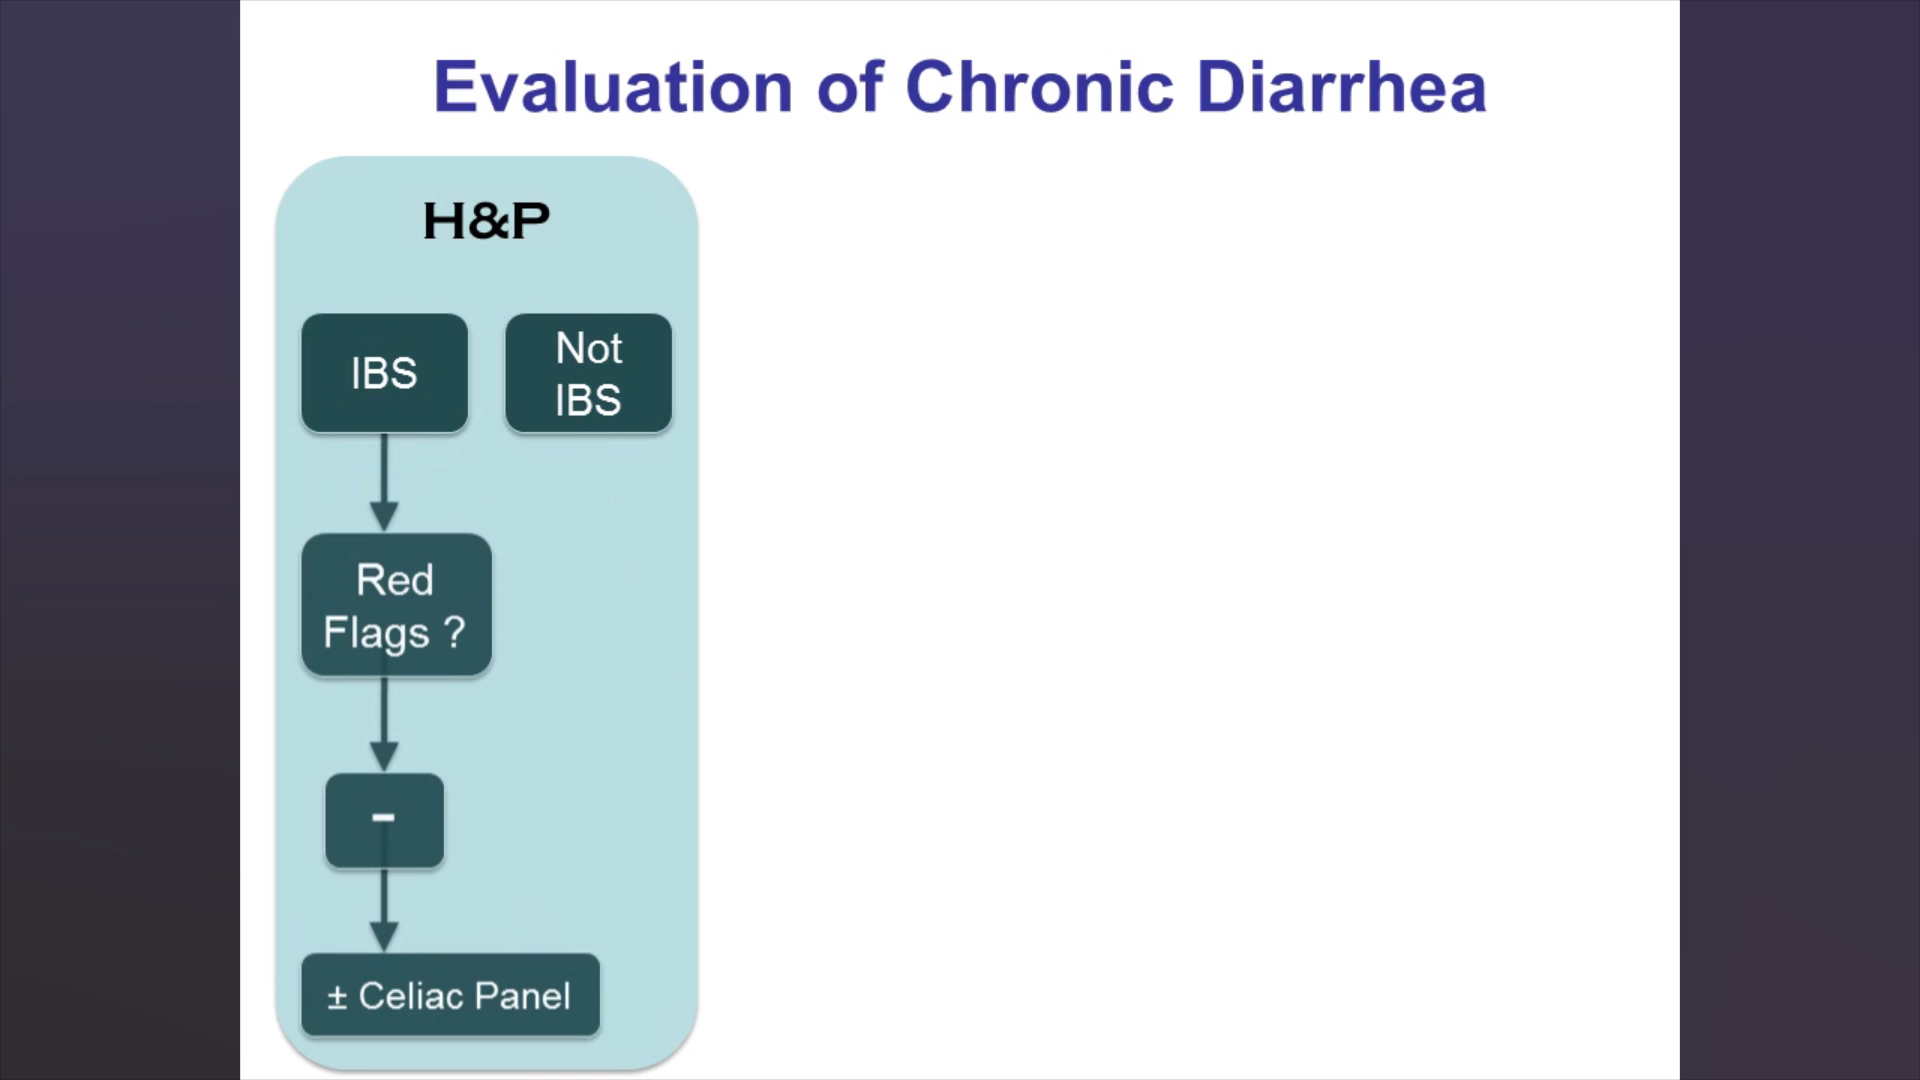 Evaluation of Chronic Diarrhea
H&P
IBS
Not
IBS
Red
Flags ?
-
± Celiac Panel